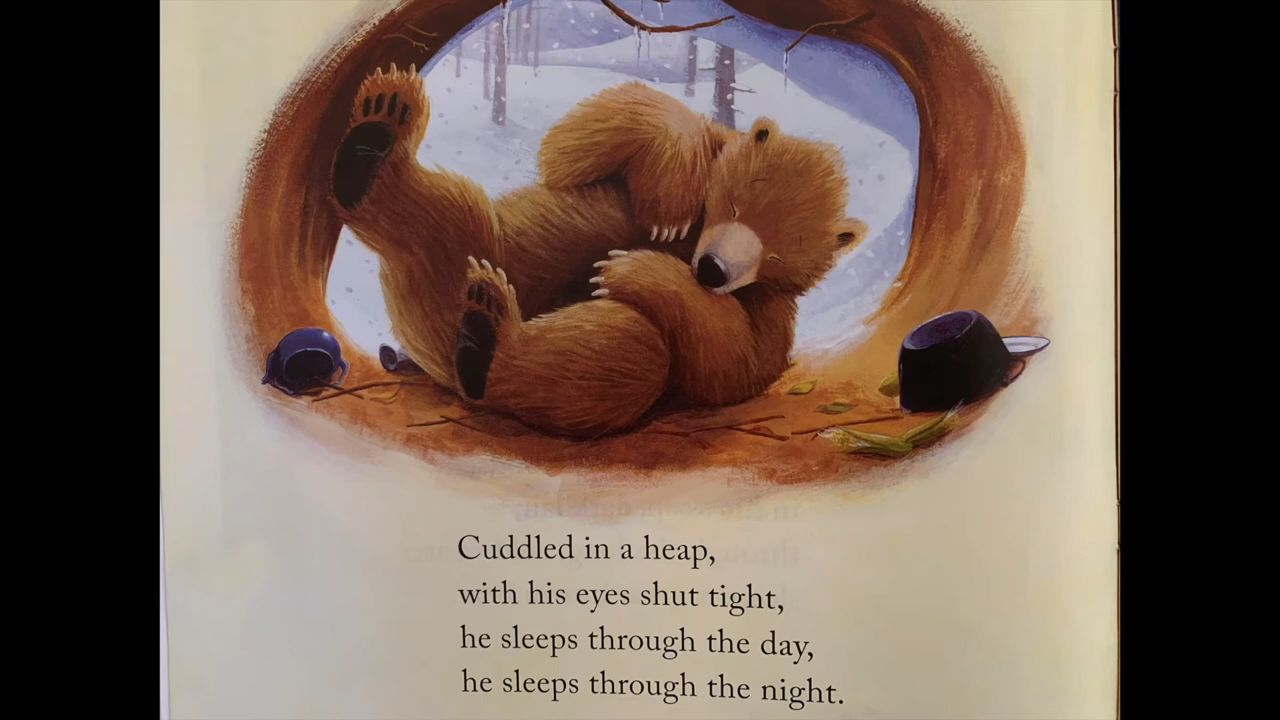 Cuddled in a heap,
with his eyes shut tight,
he sleeps through the day,
he sleeps through the night.